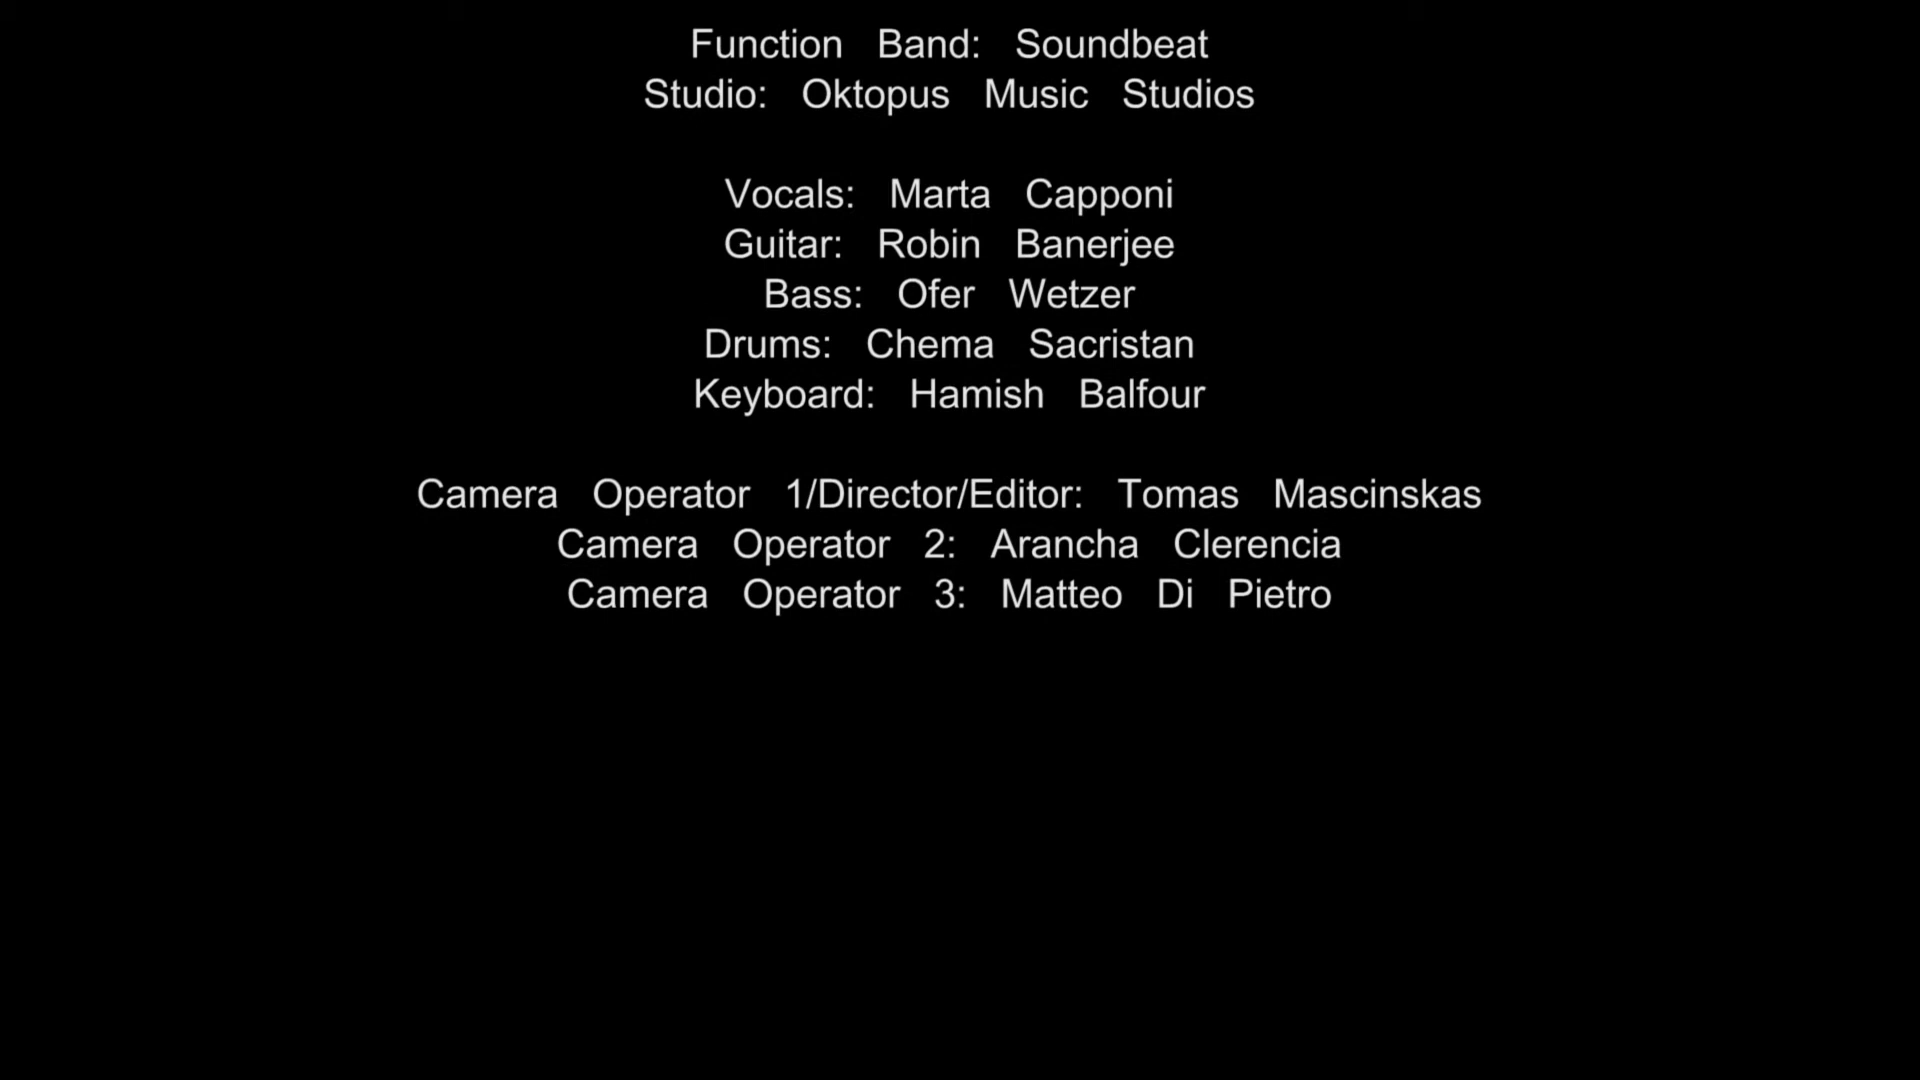 Function Band: Soundbeat
Studio: Oktopus Music Studios
Vocals: Marta Capponi
Guitar: Robin Banerjee
Bass: Ofer Wetzer
Drums: Chema Sacristan
Keyboard: Hamish Balfour
Camera Operator 1/Director/Editor: Tomas Mascinskas
Camera Operator 2: Arancha Clerencia
Camera Operator 3: Matteo Di Pietro